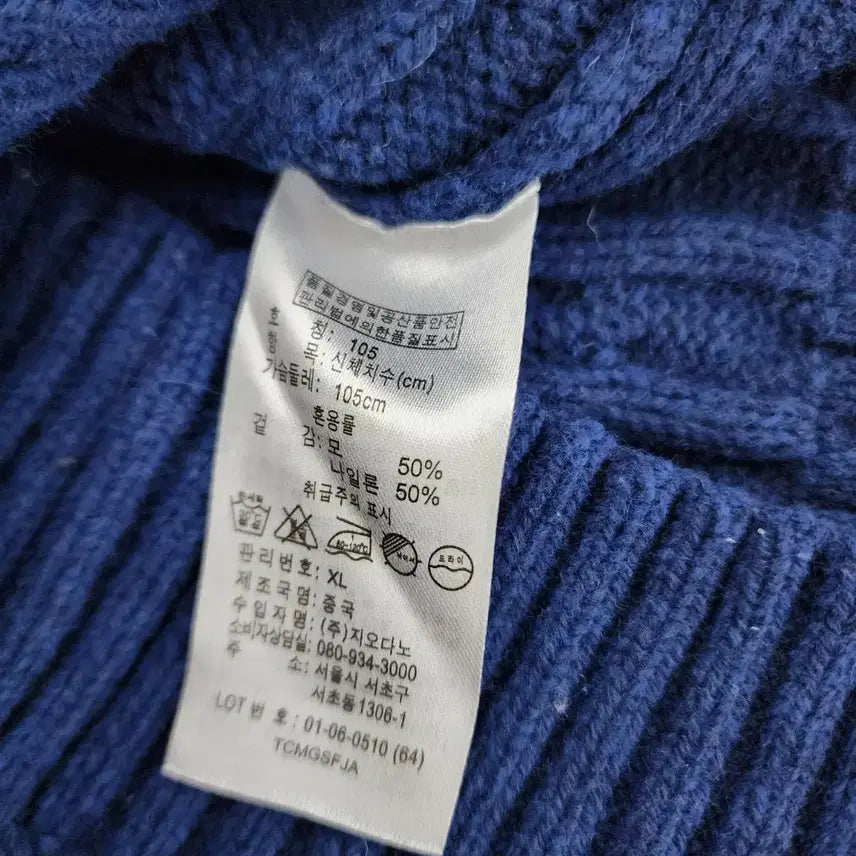 품질경영및공산품안전
관리법에의한품질표시
호 칭: 105
목: 신체치수(cm)
가슴둘레: 105cm
혼용률
겉 감: 모 50%
나일론 50%
취급주의 표시
80~120℃
드라이
관리번호: XL
제조국명: 중국
수입자명: (주)지오다노
소비자상담실: 080-934-3000
주 소: 서울시 서초구
서초동1306-1
LOT 번 호 : 01-06-0510 (64)
TCMGSFJA